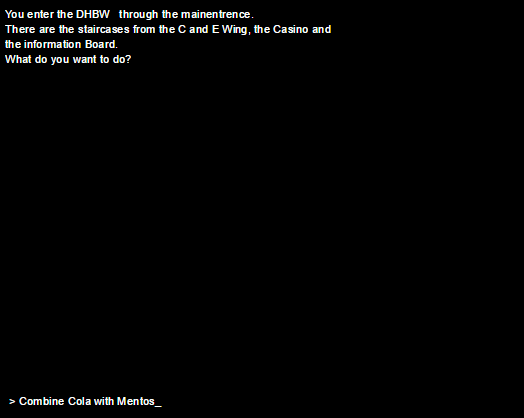 You enter the DHBW   through the mainentrence.
There are the staircases from the C and E Wing, the Casino and
the information Board.
What do you want to do?
> Combine Cola with Mentos_